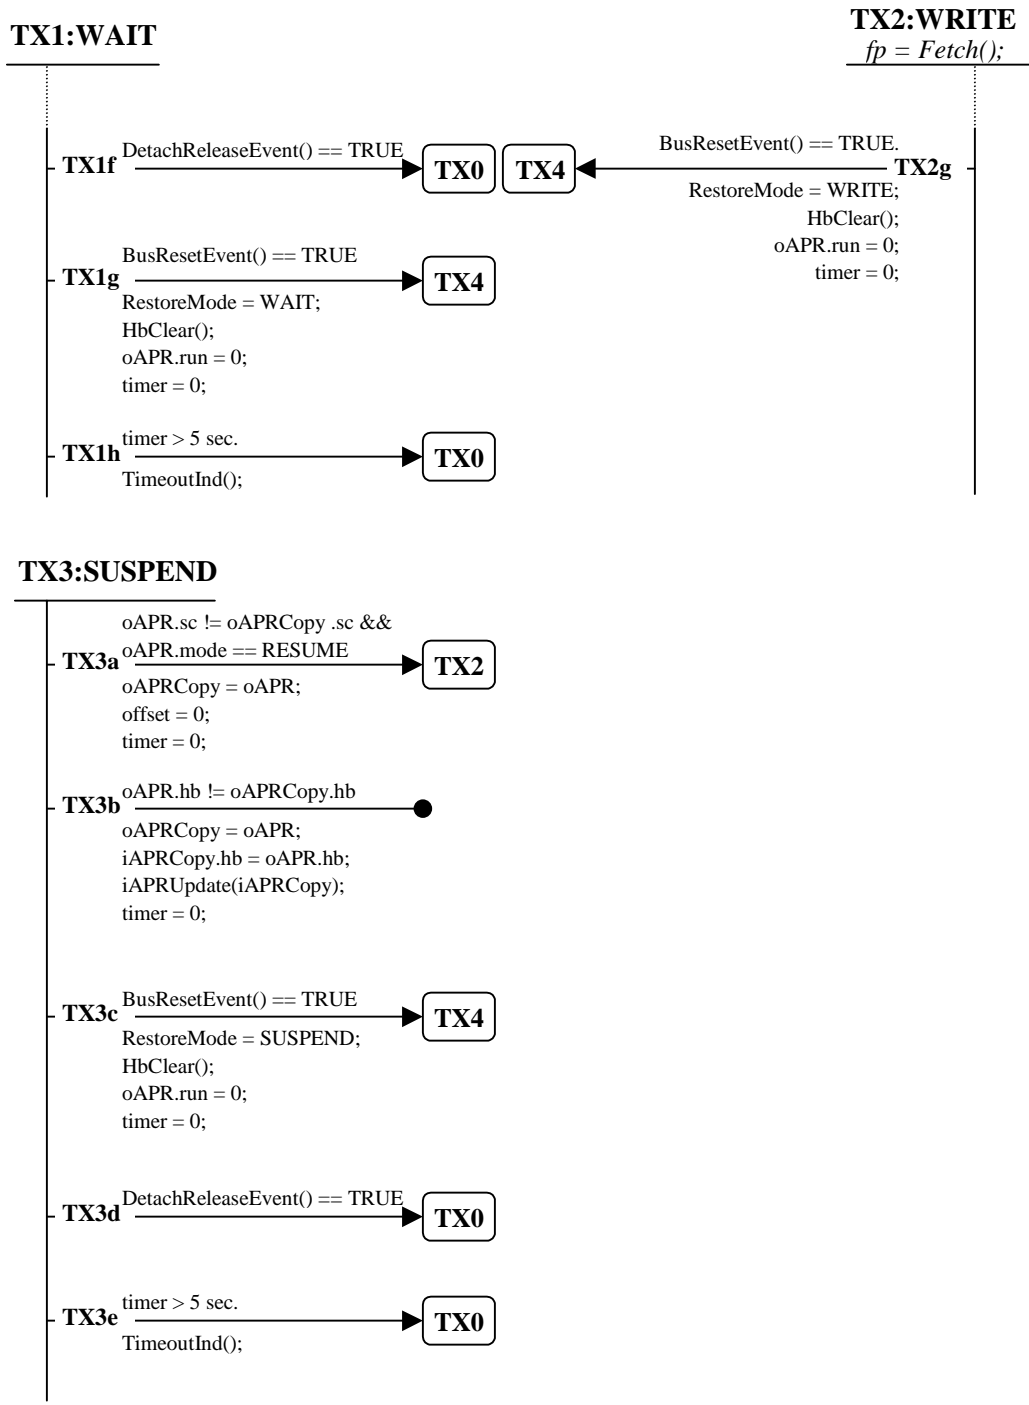 TX1:WAIT
TX2:WRITE
fp = Fetch();
TX1f
DetachReleaseEvent() == TRUE
TX0
TX4
BusResetEvent() == TRUE.
TX2g
RestoreMode = WRITE;
HbClear();
oAPR.run = 0;
timer = 0;
TX1g
BusResetEvent() == TRUE
TX4
RestoreMode = WAIT;
HbClear();
oAPR.run = 0;
timer = 0;
TX1h
timer > 5 sec.
TX0
TimeoutInd();
TX3:SUSPEND
oAPR.sc != oAPRCopy .sc &&
TX3a
oAPR.mode == RESUME
TX2
oAPRCopy = oAPR;
offset = 0;
timer = 0;
TX3b
oAPR.hb != oAPRCopy.hb
oAPRCopy = oAPR;
iAPRCopy.hb = oAPR.hb;
iAPRUpdate(iAPRCopy);
timer = 0;
TX3c
BusResetEvent() == TRUE
TX4
RestoreMode = SUSPEND;
HbClear();
oAPR.run = 0;
timer = 0;
TX3d
DetachReleaseEvent() == TRUE
TX0
TX3e
timer > 5 sec.
TX0
TimeoutInd();